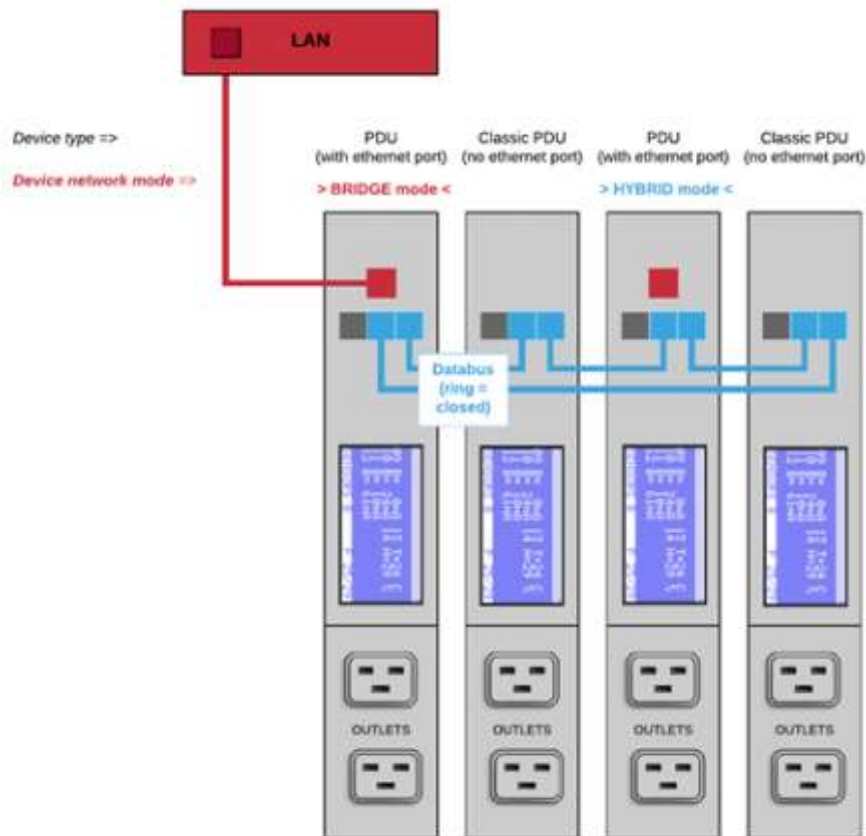 LAN
Device type =>
PDU
(with ethernet port)
Classic PDU
(no ethernet port)
PDU
(with ethernet port)
Classic PDU
(no ethernet port)
Device network mode =>
> BRIDGE mode <
> HYBRID mode <
Databus
(ring =
closed)
OUTLETS
OUTLETS
OUTLETS
OUTLETS